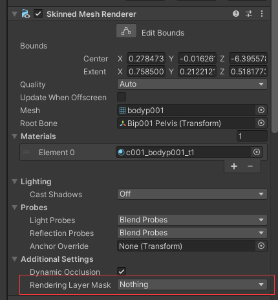 Skinned Mesh Renderer
Edit Bounds
Bounds
Center X 0.278473 Y -0.01626 Z -6.39557
Extent X 0.758500 Y 0.212212 Z 0.518177
Quality Auto
Update When Offscreen
Mesh bodyp001
Root Bone Bip001 Pelvis (Transform)
Materials 1
Element 0 c001_bodyp001_t1
+ −
Lighting
Cast Shadows Off
Probes
Light Probes Blend Probes
Reflection Probes Blend Probes
Anchor Override None (Transform)
Additional Settings
Dynamic Occlusion
Rendering Layer Mask Nothing